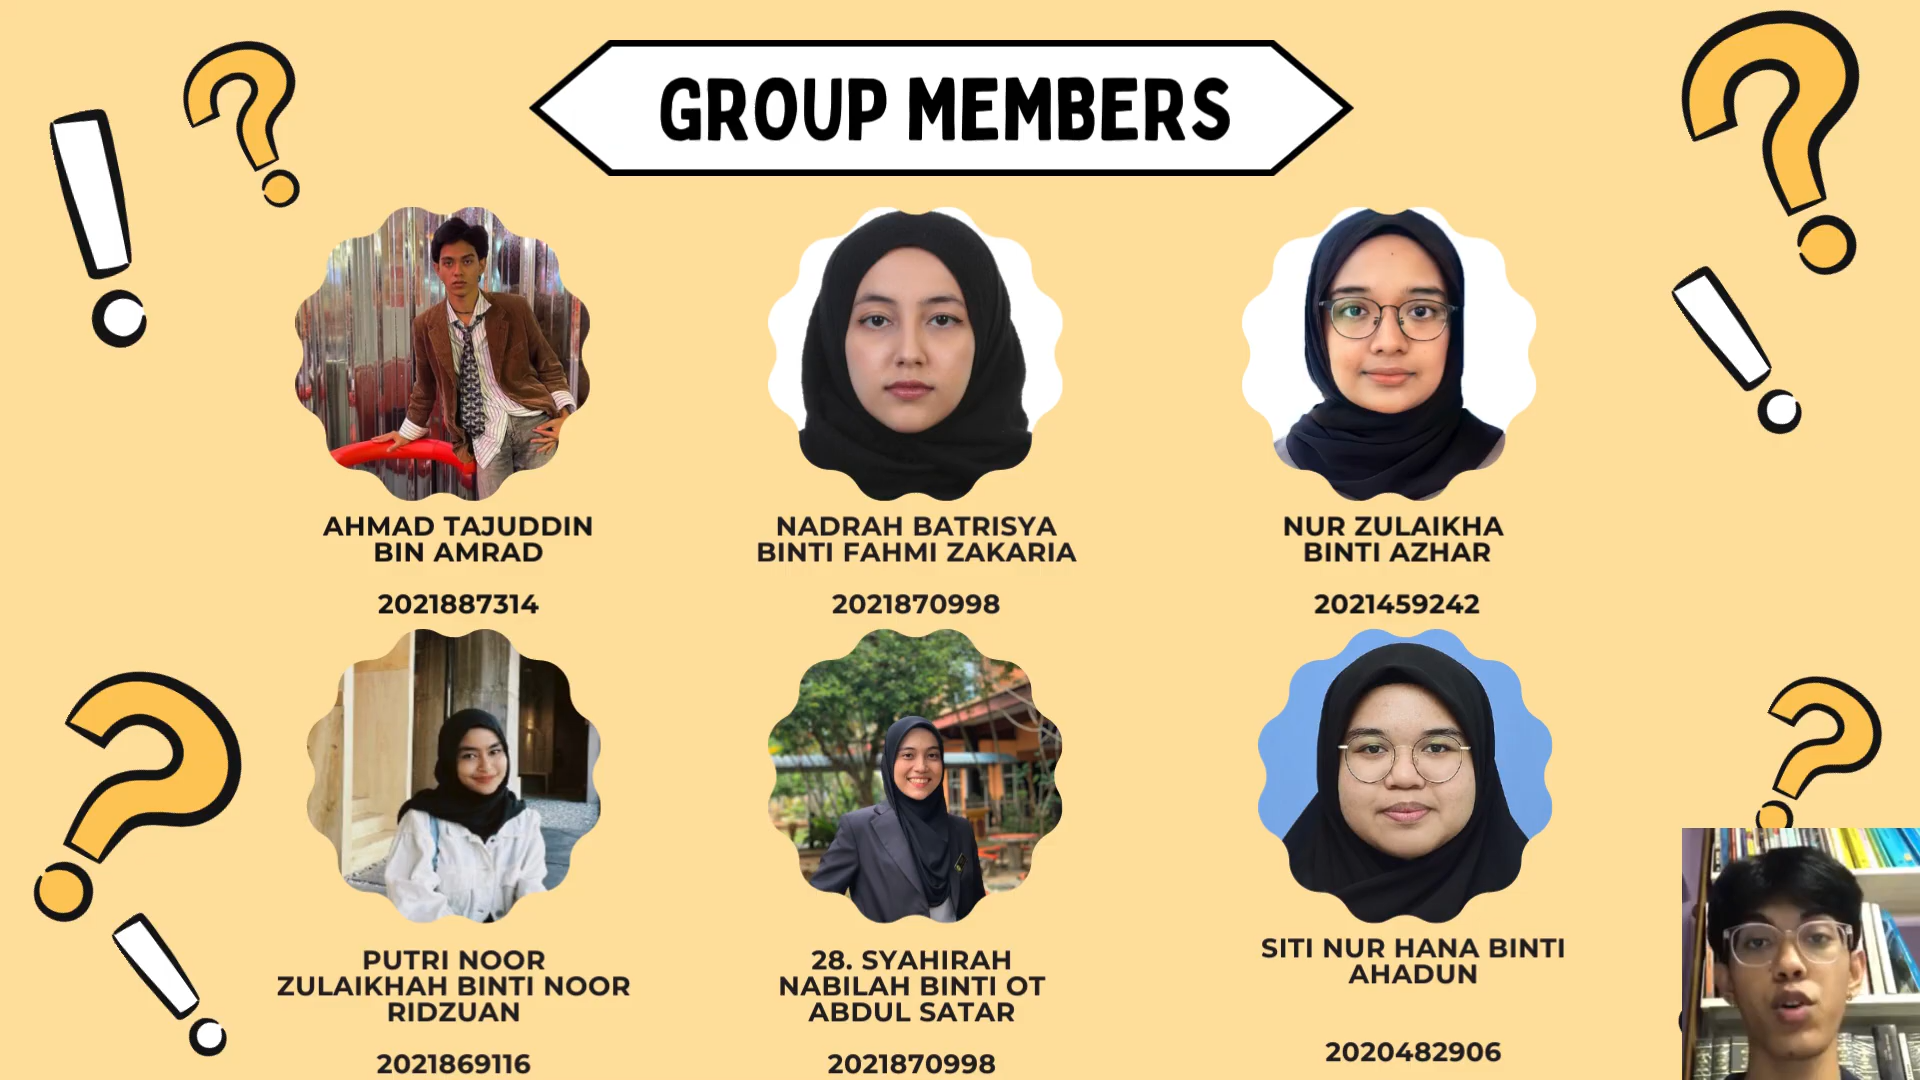 GROUP MEMBERS
AHMAD TAJUDDIN
BIN AMRAD
2021887314
NADRAH BATRISYA
BINTI FAHMI ZAKARIA
2021870998
NUR ZULAIKHA
BINTI AZHAR
2021459242
PUTRI NOOR
ZULAIKHAH BINTI NOOR
RIDZUAN
2021869116
28. SYAHIRAH
NABILAH BINTI OT
ABDUL SATAR
2021870998
SITI NUR HANA BINTI
AHADUN
2020482906